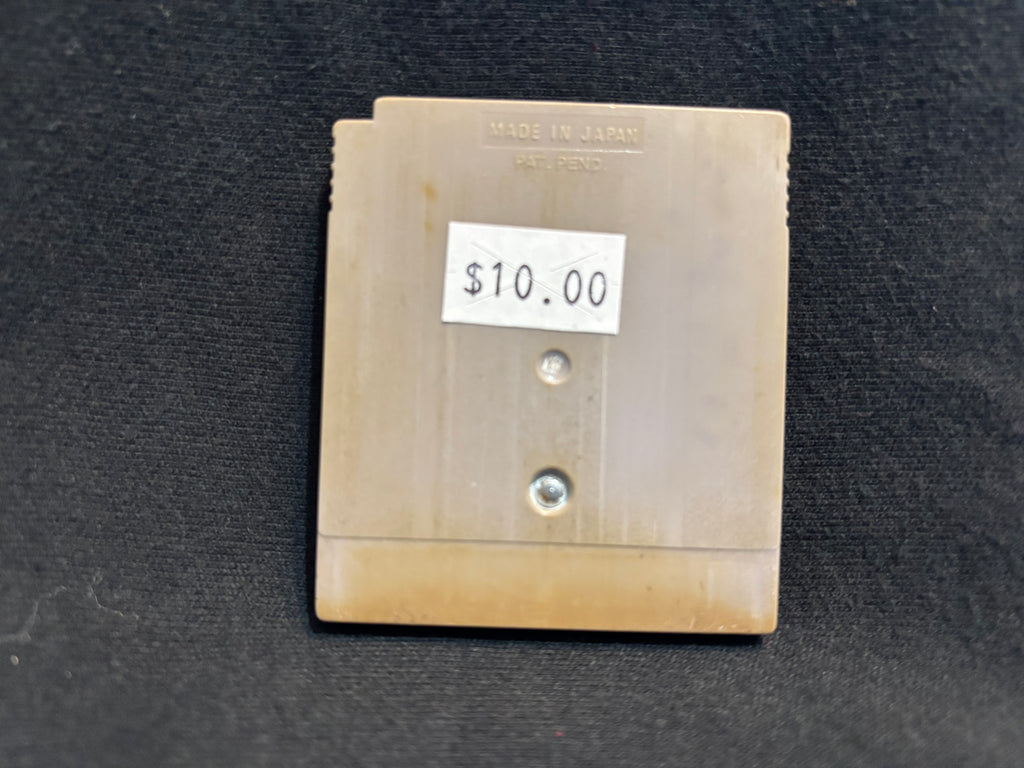 MADE IN JAPAN
PAT. PEND.
$10.00